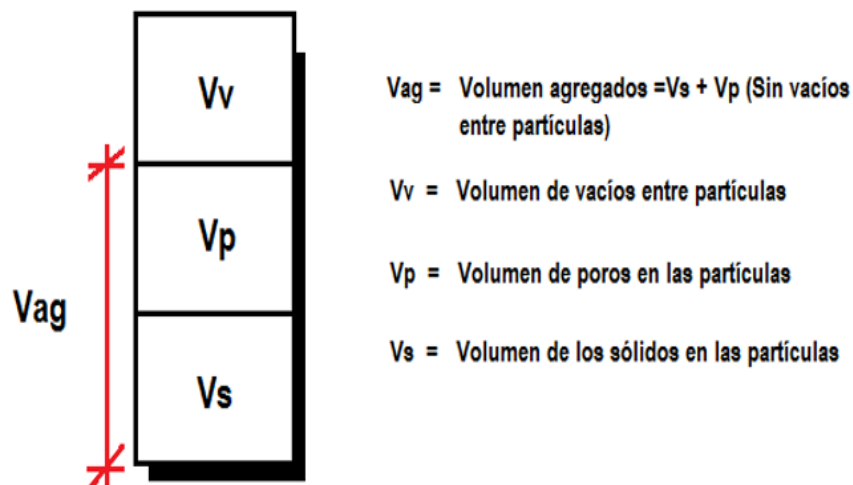 Vv
Vp
Vs
Vag
Vag = Volumen agregados =Vs + Vp (Sin vacíos
entre partículas)
Vv = Volumen de vacíos entre partículas
Vp = Volumen de poros en las partículas
Vs = Volumen de los sólidos en las partículas